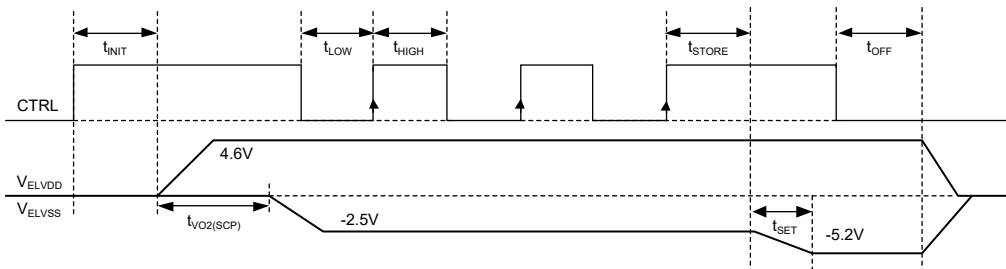 tINIT
tLOW
tHIGH
tSTORE
tOFF
CTRL
4.6V
VELVDD
VELVSS
tVO2(SCP)
-2.5V
tSET
-5.2V